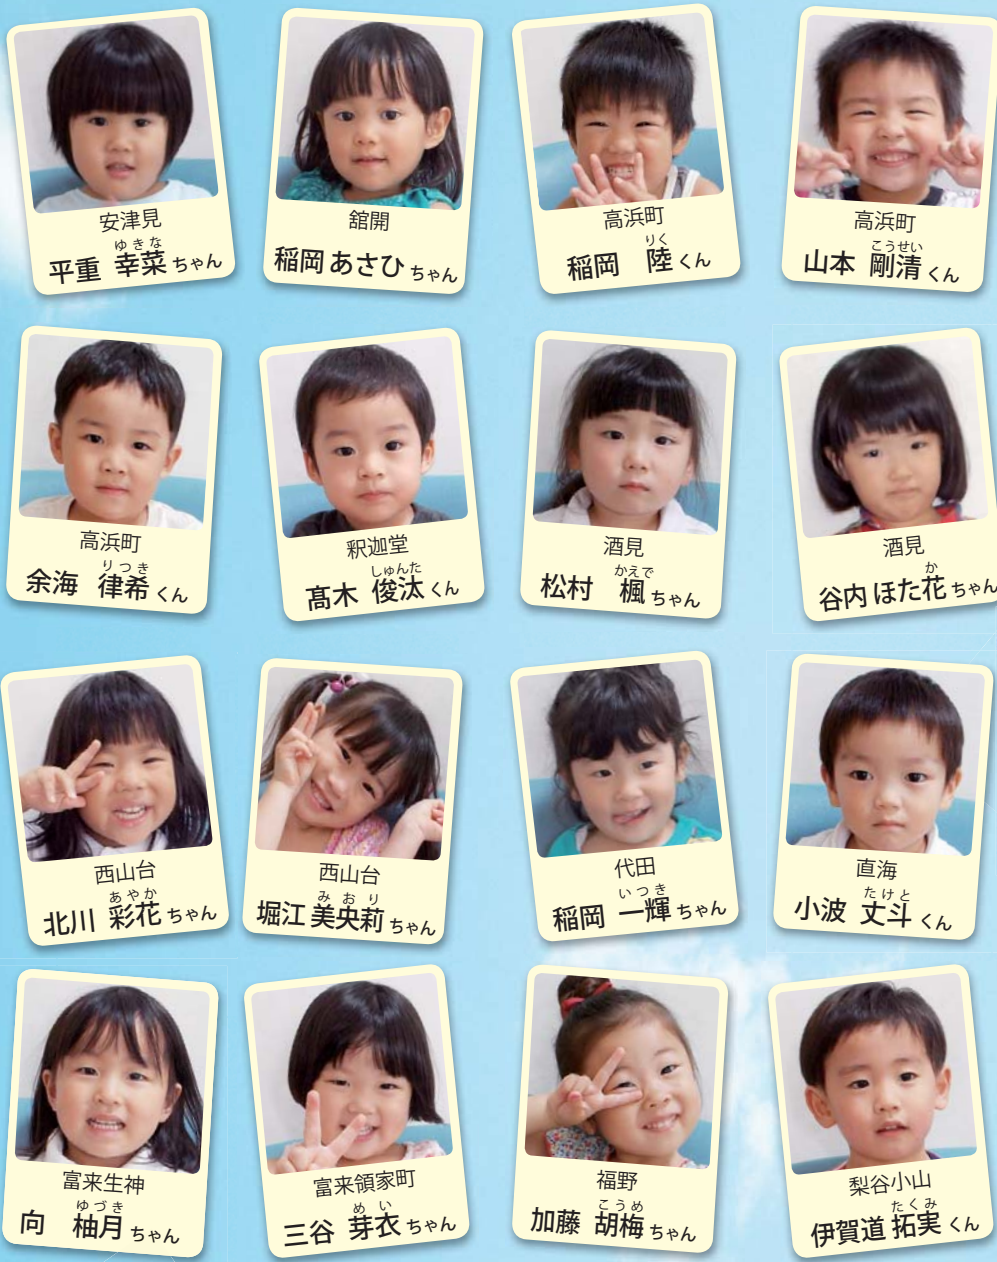 安津見
ゆきな
平重 幸菜 ちゃん
舘開
稲岡 あさひ ちゃん
高浜町
りく
稲岡 陸 くん
高浜町
こうせい
山本 剛清 くん
高浜町
りつき
余海 律希 くん
釈迦堂
しゅんた
髙木 俊汰 くん
酒見
かえで
松村 楓 ちゃん
酒見
か
谷内 ほた花 ちゃん
西山台
あやか
北川 彩花 ちゃん
西山台
みおり
堀江 美央莉 ちゃん
代田
いつき
稲岡 一輝 ちゃん
直海
たけと
小波 丈斗 くん
富来生神
ゆづき
向 柚月 ちゃん
富来領家町
めい
三谷 芽衣 ちゃん
福野
こうめ
加藤 胡梅 ちゃん
梨谷小山
たくみ
伊賀道 拓実 くん